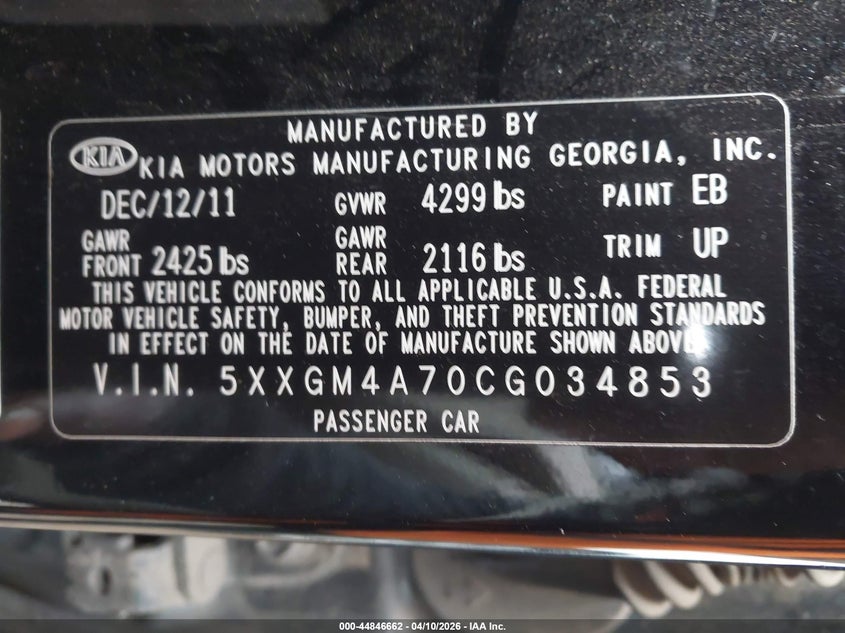 MANUFACTURED BY
KIA KIA MOTORS MANUFACTURING GEORGIA, INC.
DEC/12/11 GVWR 4299 lbs PAINT EB
GAWR FRONT 2425 lbs GAWR REAR 2116 lbs TRIM UP
THIS VEHICLE CONFORMS TO ALL APPLICABLE U.S.A. FEDERAL
MOTOR VEHICLE SAFETY, BUMPER, AND THEFT PREVENTION STANDARDS
IN EFFECT ON THE DATE OF MANUFACTURE SHOWN ABOVE
V.I.N. 5XXGM4A70CG034853
PASSENGER CAR
000-44846662 - 04/10/2026 - IAA Inc.